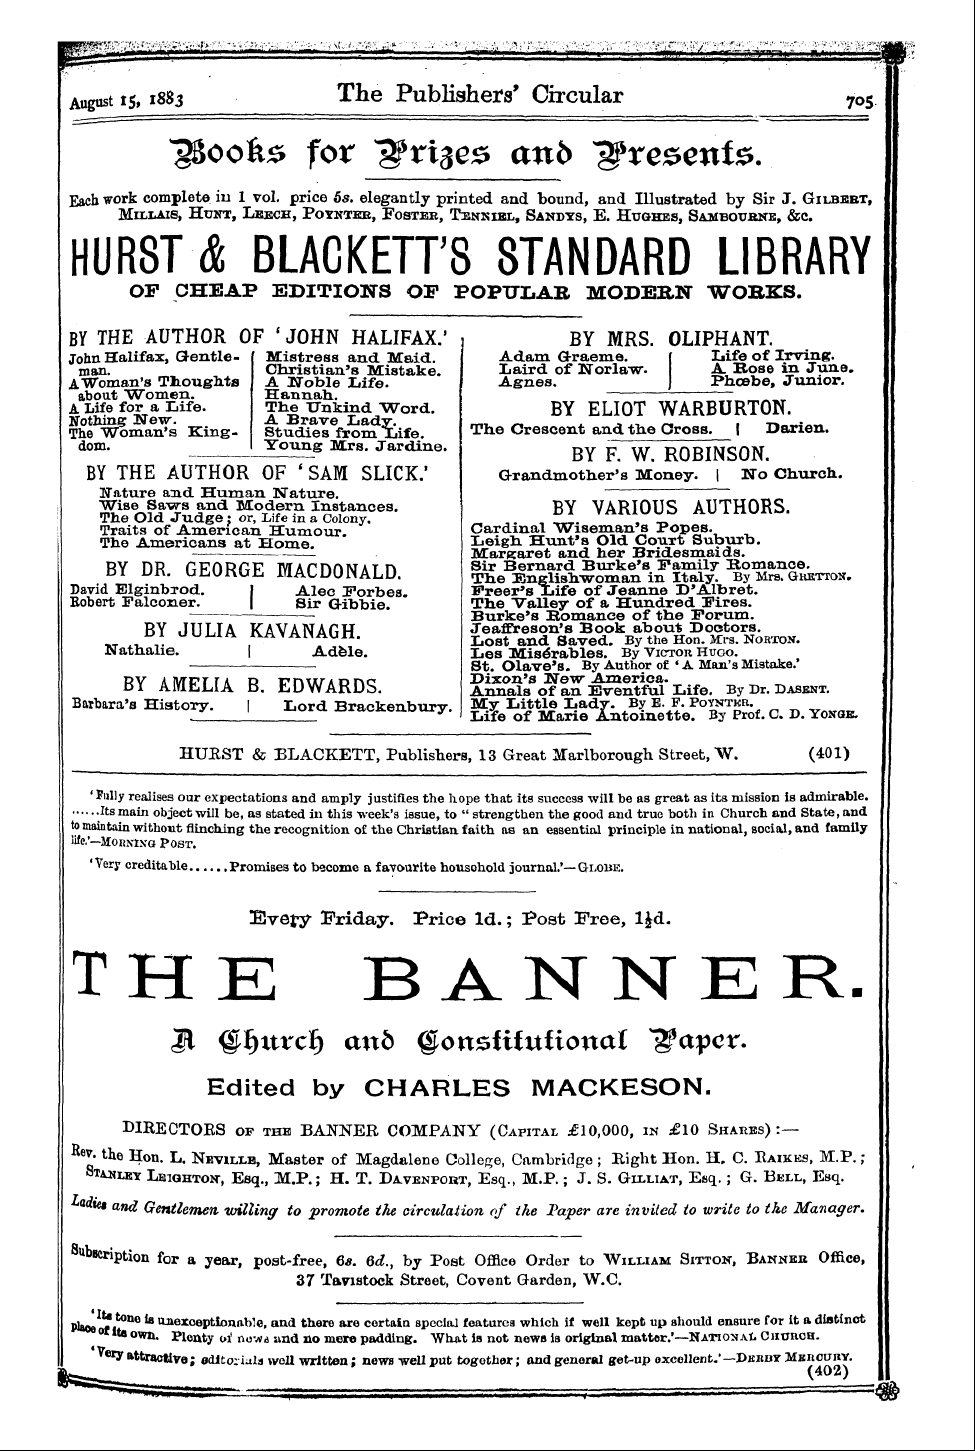 August 15, 1883 The Publishers' Circular 705
Books for Prizes and Presents.
Each work complete in 1 vol. price 5s. elegantly printed and bound, and Illustrated by Sir J. GILBERT,
MILLAIS, HUNT, LEECH, POYNTER, FOSTER, TENNIEL, SANDYS, E. HUGHES, SAMBOURNE, &c.
HURST & BLACKETT'S STANDARD LIBRARY
OF CHEAP EDITIONS OF POPULAR MODERN WORKS.
BY THE AUTHOR OF 'JOHN HALIFAX.'
John Halifax, Gentle-
man.
A Woman's Thoughts
about Women.
A Life for a Life.
Nothing New.
The Woman's King-
dom.
Mistress and Maid.
Christian's Mistake.
A Noble Life.
Hannah.
The Unkind Word.
A Brave Lady.
Studies from Life.
Young Mrs. Jardine.
BY THE AUTHOR OF 'SAM SLICK.'
Nature and Human Nature.
Wise Saws and Modern Instances.
The Old Judge; or, Life in a Colony.
Traits of American Humour.
The Americans at Home.
BY DR. GEORGE MACDONALD.
David Elginbrod. | Alec Forbes.
Robert Falconer. | Sir Gibbie.
BY JULIA KAVANAGH.
Nathalie. | Adèle.
BY AMELIA B. EDWARDS.
Barbara's History. | Lord Brackenbury.
BY MRS. OLIPHANT.
Adam Graeme. | Life of Irving.
Laird of Norlaw. | A Rose in June.
Agnes. | Phœbe, Junior.
BY ELIOT WARBURTON.
The Crescent and the Cross. | Darien.
BY F. W. ROBINSON.
Grandmother's Money. | No Church.
BY VARIOUS AUTHORS.
Cardinal Wiseman's Popes.
Leigh Hunt's Old Court Suburb.
Margaret and her Bridesmaids.
Sir Bernard Burke's Family Romance.
The Englishwoman in Italy. By Mrs. GRETTON.
Freer's Life of Jeanne D'Albret.
The Valley of a Hundred Fires.
Burke's Romance of the Forum.
Jeaffreson's Book about Doctors.
Lost and Saved. By the Hon. Mrs. NORTON.
Les Misérables. By VICTOR HUGO.
St. Olave's. By Author of 'A Man's Mistake.'
Dixon's New America.
Annals of an Eventful Life. By Dr. DASENT.
My Little Lady. By E. F. POYNTER.
Life of Marie Antoinette. By Prof. C. D. YONGE.
HURST & BLACKETT, Publishers, 13 Great Marlborough Street, W. (401)
'Fully realises our expectations and amply justifies the hope that its success will be as great as its mission is admirable.
......Its main object will be, as stated in this week's issue, to "strengthen the good and true both in Church and State, and
to maintain without flinching the recognition of the Christian faith as an essential principle in national, social, and family
life.'—MORNING POST.
'Very creditable......Promises to become a favourite household journal.'—GLOBE.
Every Friday. Price 1d.; Post Free, 1½d.
THE BANNER.
A Church and Constitutional Paper.
Edited by CHARLES MACKESON.
DIRECTORS OF THE BANNER COMPANY (CAPITAL £10,000, IN £10 SHARES):—
Rev. the Hon. L. NEVILLE, Master of Magdalene College, Cambridge; Right Hon. H. C. RAIKES, M.P.;
STANLEY LEIGHTON, Esq., M.P.; H. T. DAVENPORT, Esq., M.P.; J. S. GILLIAT, Esq.; G. BELL, Esq.
Ladies and Gentlemen willing to promote the circulation of the Paper are invited to write to the Manager.
Subscription for a year, post-free, 6s. 6d., by Post Office Order to WILLIAM SITTON, BANNER Office,
37 Tavistock Street, Covent Garden, W.C.
'Its tone is unexceptionable, and there are certain special features which if well kept up should ensure for it a distinct
place of its own. Plenty of news and no mere padding. What is not news is original matter.'—NATIONAL CHURCH.
'Very attractive; editorials well written; news well put together; and general get-up excellent.'—DERBY MERCURY.
(402)